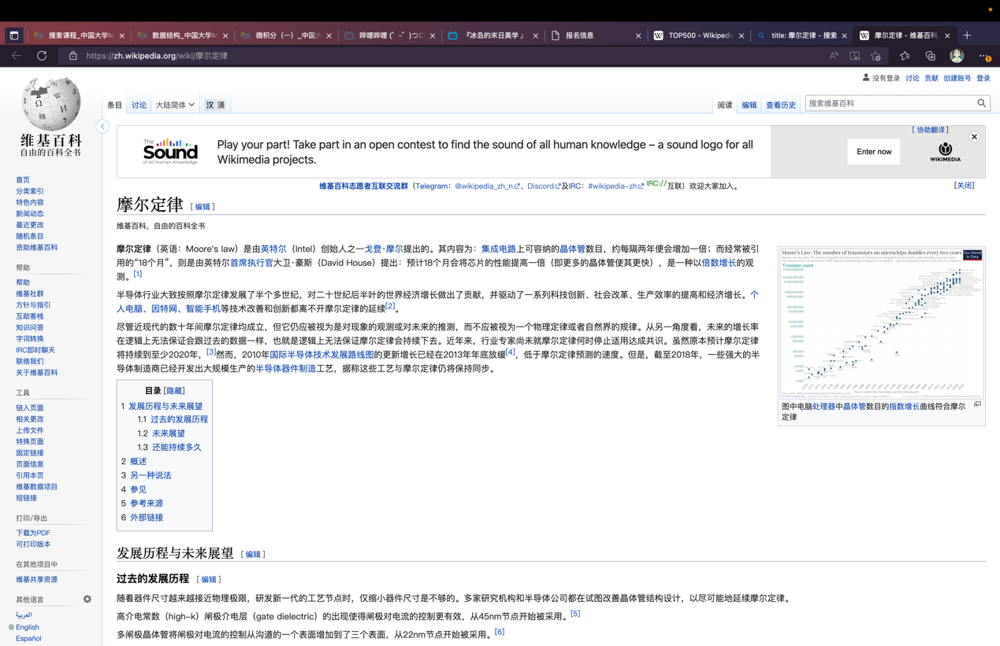 搜索课程_中国大学M
数据结构_中国大学M
微积分（一）_中国大
哔哩哔哩 (゜-゜)つロ
『冰岛的末日美学 』
报名信息
TOP500 - Wikipedia
title: 摩尔定律 - 搜索
摩尔定律 - 维基百科
https://zh.wikipedia.org/wiki/摩尔定律
没有登录 讨论 贡献 创建账号 登录
维基百科
自由的百科全书
条目 讨论 大陆简体 汉 漢 阅读 编辑 查看历史 搜索维基百科
首页
分类索引
特色内容
新闻动态
最近更改
随机条目
资助维基百科
帮助
帮助
维基社群
方针与指引
互助客栈
知识问答
字词转换
IRC即时聊天
联络我们
关于维基百科
工具
链入页面
相关更改
上传文件
特殊页面
固定链接
页面信息
引用本页
维基数据项目
短链接
打印/导出
下载为PDF
可打印版本
在其他项目中
维基共享资源
其他语言
العربية
English
Español
The
Sound
of All Human Knowledge.
Play your part! Take part in an open contest to find the sound of all human knowledge – a sound logo for all
Wikimedia projects.
Enter now
[ 协助翻译 ]
WIKIMEDIA
维基百科志愿者互联交流群（Telegram：@wikipedia_zh_n、Discord及IRC：#wikipedia-zh IRC://互联）欢迎大家加入。 [关闭]
摩尔定律 [ 编辑 ]
维基百科，自由的百科全书
摩尔定律（英语：Moore's law）是由英特尔（Intel）创始人之一戈登·摩尔提出的。其内容为：集成电路上可容纳的晶体管数目，约每隔两年便会增加一倍；而经常被引
用的“18个月”，则是由英特尔首席执行官大卫·豪斯（David House）提出：预计18个月会将芯片的性能提高一倍（即更多的晶体管使其更快），是一种以倍数增长的观
测。[1]
半导体行业大致按照摩尔定律发展了半个多世纪，对二十世纪后半叶的世界经济增长做出了贡献，并驱动了一系列科技创新、社会改革、生产效率的提高和经济增长。个
人电脑、因特网、智能手机等技术改善和创新都离不开摩尔定律的延续[2]。
尽管近现代的数十年间摩尔定律均成立，但它仍应被视为是对现象的观测或对未来的推测，而不应被视为一个物理定律或者自然界的规律。从另一角度看，未来的增长率
在逻辑上无法保证会跟过去的数据一样，也就是逻辑上无法保证摩尔定律会持续下去。近年来，行业专家尚未就摩尔定律何时停止适用达成共识。虽然原本预计摩尔定律
将持续到至少2020年，[3]然而，2010年国际半导体技术发展路线图的更新增长已经在2013年年底放缓[4]，低于摩尔定律预测的速度。但是，截至2018年，一些强大的半
导体制造商已经开发出大规模生产的半导体器件制造工艺，据称这些工艺与摩尔定律仍将保持同步。
Moore's Law: The number of transistors on microchips doubles every two years
Our World
in Data
Transistor count
图中电脑处理器中晶体管数目的指数增长曲线符合摩尔
定律
目录 [隐藏]
1 发展历程与未来展望
1.1 过去的发展历程
1.2 未来展望
1.3 还能持续多久
2 概述
3 另一种说法
4 参见
5 参考来源
6 外部链接
发展历程与未来展望 [ 编辑 ]
过去的发展历程 [ 编辑 ]
随着器件尺寸越来越接近物理极限，研发新一代的工艺节点时，仅缩小器件尺寸是不够的。多家研究机构和半导体公司都在试图改善晶体管结构设计，以尽可能地延续摩尔定律。
高介电常数（high-k）闸极介电层（gate dielectric）的出现使得闸极对电流的控制更有效，从45nm节点开始被采用。[5]
多闸极晶体管将闸极对电流的控制从沟道的一个表面增加到了三个表面，从22nm节点开始被采用。[6]